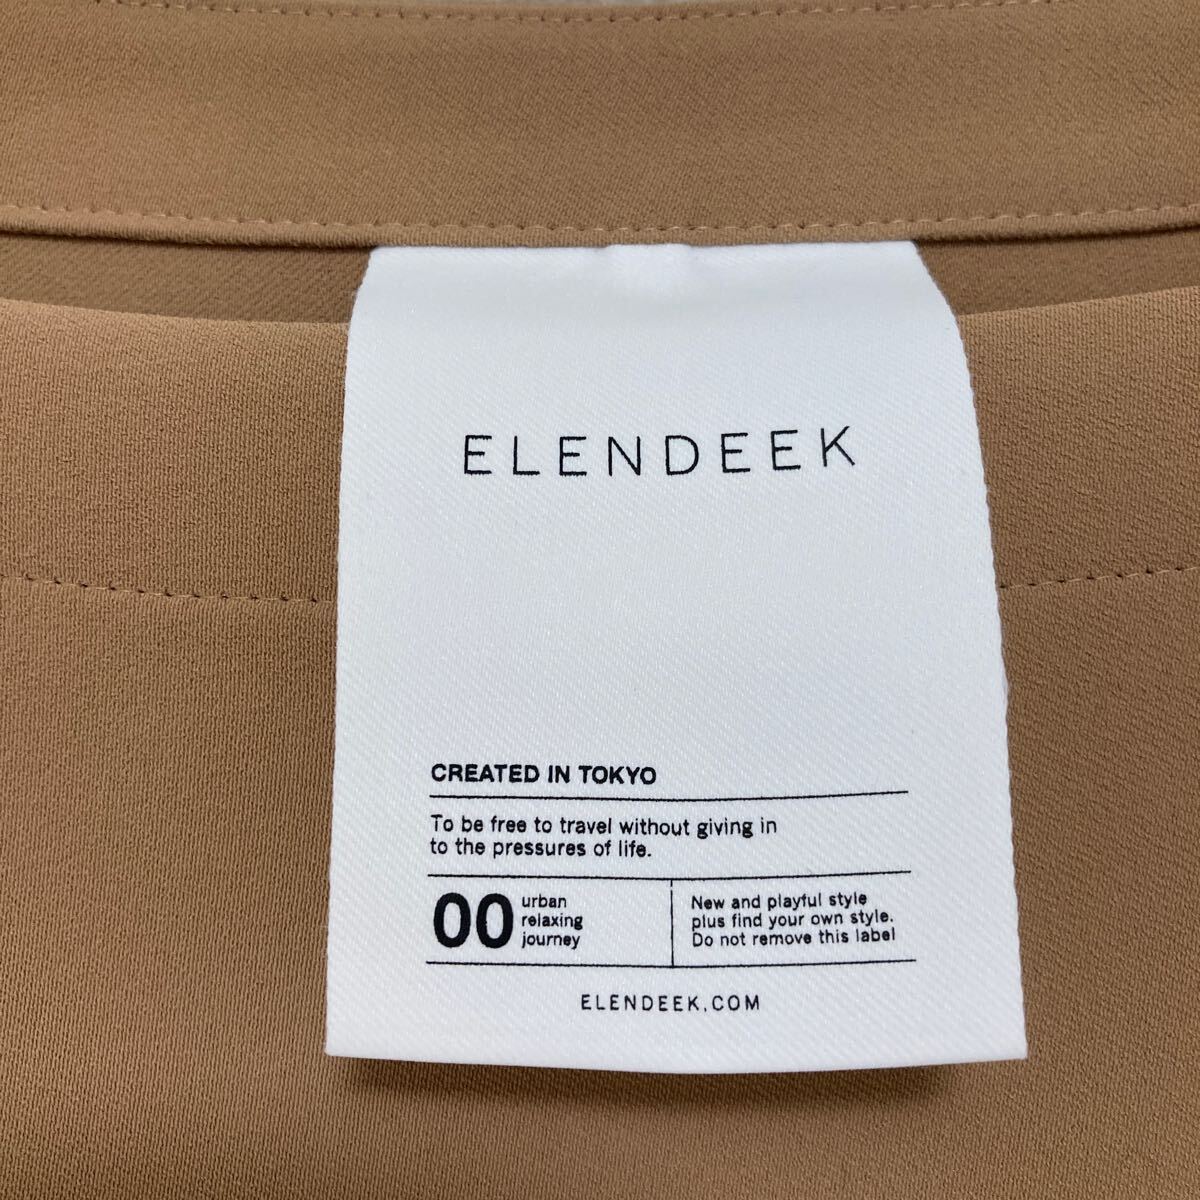 ELENDEEK
CREATED IN TOKYO
To be free to travel without giving in
to the pressures of life.
00
urban
relaxing
journey
New and playful style
plus find your own style.
Do not remove this label
ELENDEEK.COM